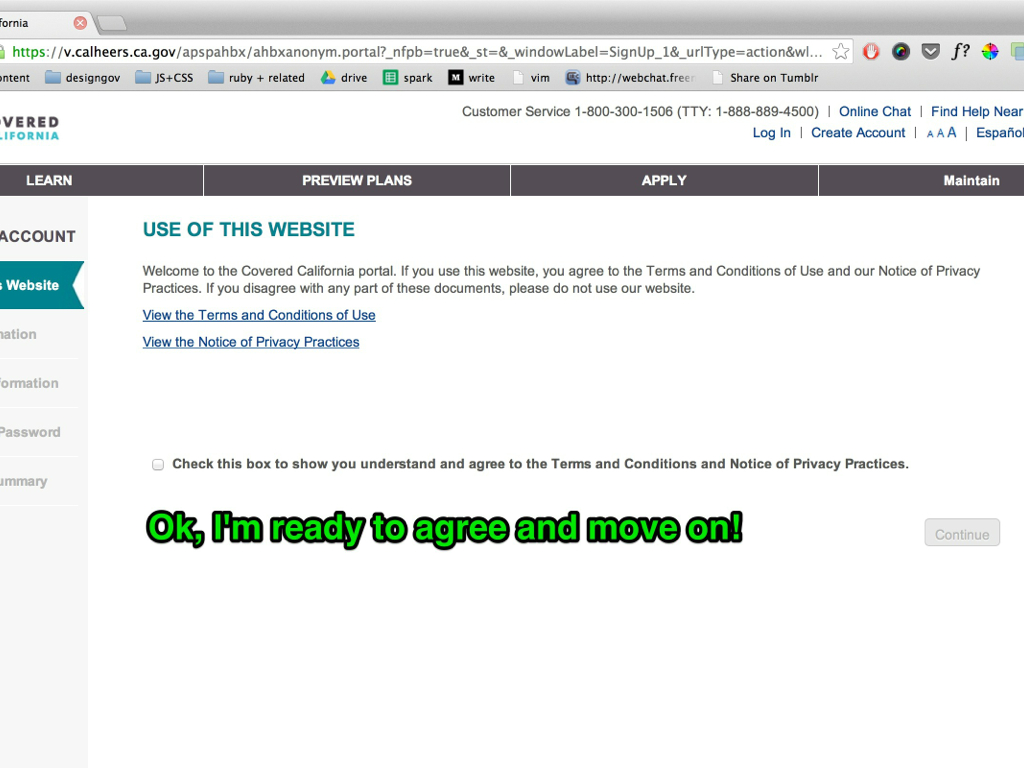 fornia
https://v.calheers.ca.gov/apspahbx/ahbxanonym.portal?_nfpb=true&_st=&_windowLabel=SignUp_1&_urlType=action&wl...
f?
ontent designgov JS+CSS ruby + related drive spark M write vim http://webchat.free Share on Tumblr
Customer Service 1-800-300-1506 (TTY: 1-888-889-4500) | Online Chat | Find Help Near
OVERED
LIFORNIA
Log In | Create Account | A A A | Español
LEARN PREVIEW PLANS APPLY Maintain
ACCOUNT
s Website
mation
formation
Password
ummary
USE OF THIS WEBSITE
Welcome to the Covered California portal. If you use this website, you agree to the Terms and Conditions of Use and our Notice of Privacy
Practices. If you disagree with any part of these documents, please do not use our website.
View the Terms and Conditions of Use
View the Notice of Privacy Practices
Check this box to show you understand and agree to the Terms and Conditions and Notice of Privacy Practices.
Ok, I'm ready to agree and move on!
Continue